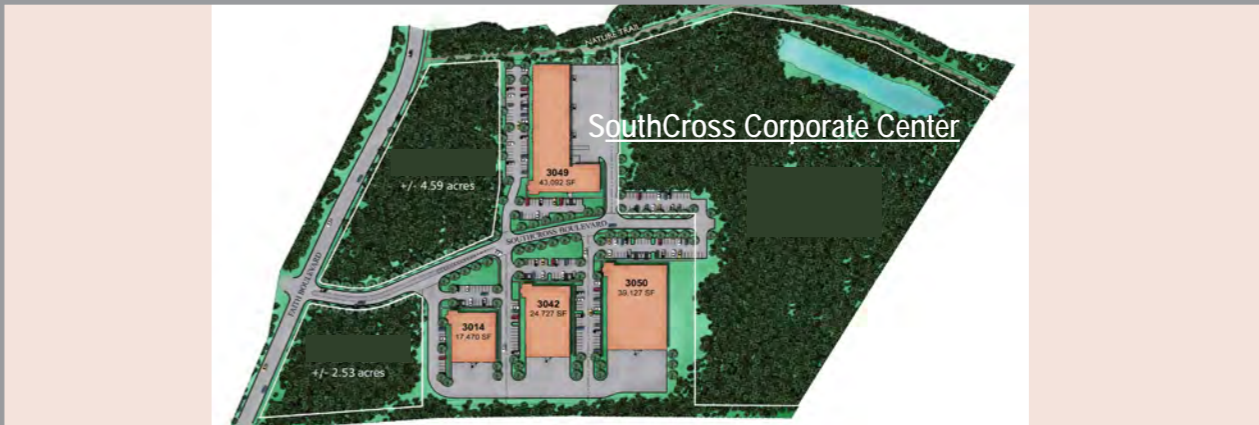 NATURE TRAIL
SouthCross Corporate Center
3049
43,092 SF
+/- 4.59 acres
SOUTHCROSS BOULEVARD
FAITH BOULEVARD
3050
39,127 SF
3042
24,727 SF
3014
17,470 SF
+/- 2.53 acres